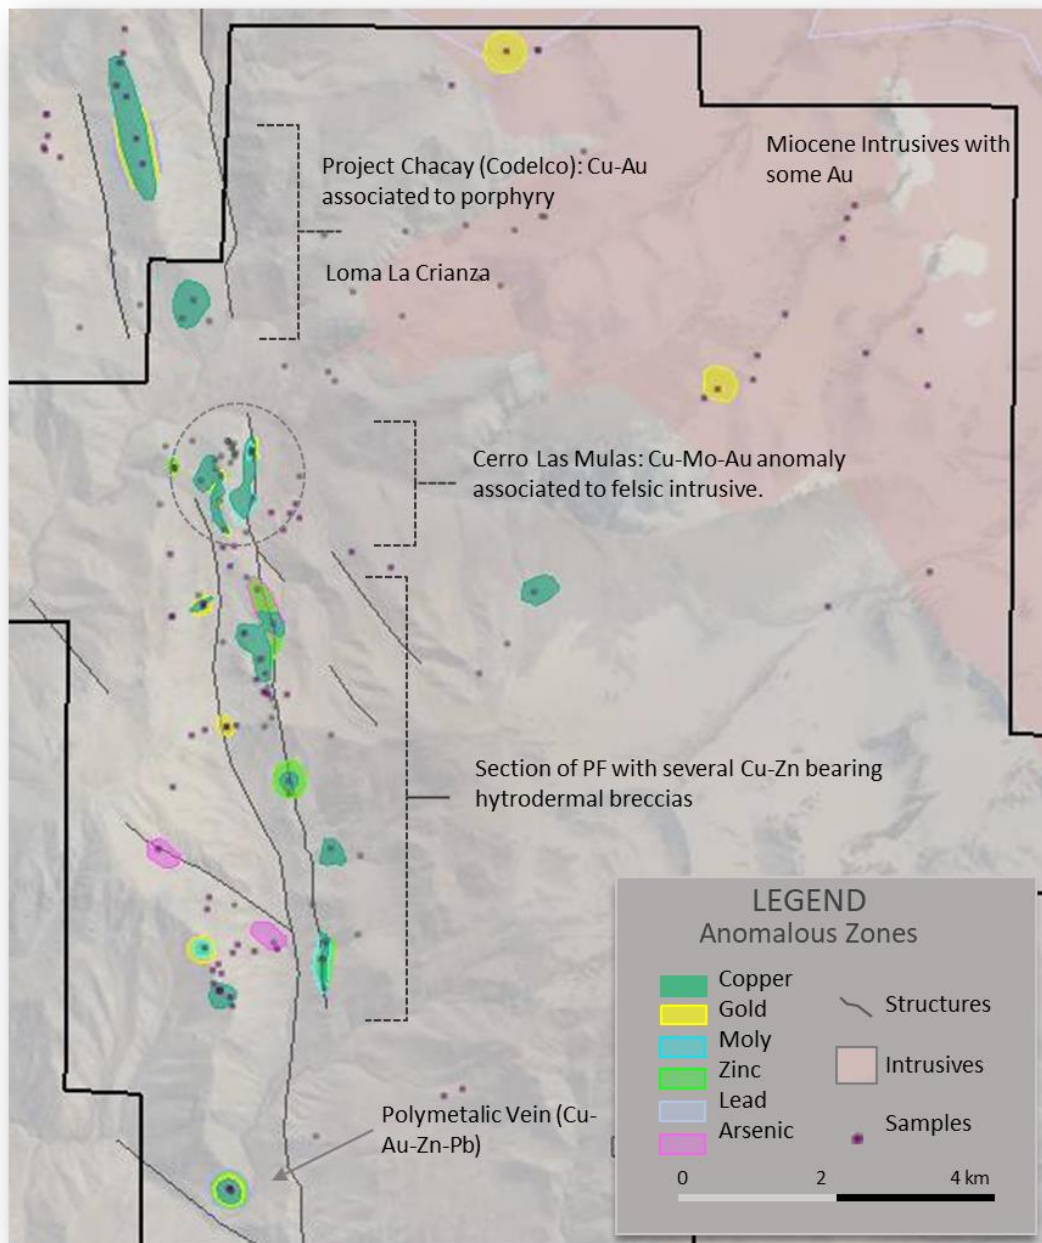 Miocene Intrusives with
some Au
Project Chacay (Codelco): Cu-Au
associated to porphyry
Loma La Crianza
Cerro Las Mulas: Cu-Mo-Au anomaly
associated to felsic intrusive.
Section of PF with several Cu-Zn bearing
hytrodermal breccias
Polymetalic Vein (Cu-
Au-Zn-Pb)
LEGEND
Anomalous Zones
Copper
Gold
Moly
Zinc
Lead
Arsenic
Structures
Intrusives
Samples
0 2 4 km